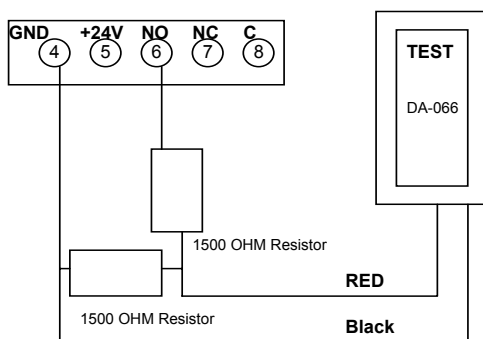 GND +24V NO NC C
4 5 6 7 8
TEST
DA-066
1500 OHM Resistor
RED
1500 OHM Resistor
Black